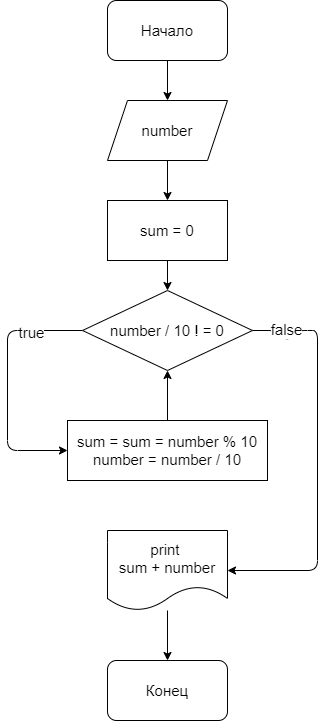 Начало
number
sum = 0
number / 10 ! = 0
true
false
sum = sum = number % 10
number = number / 10
print
sum + number
Конец